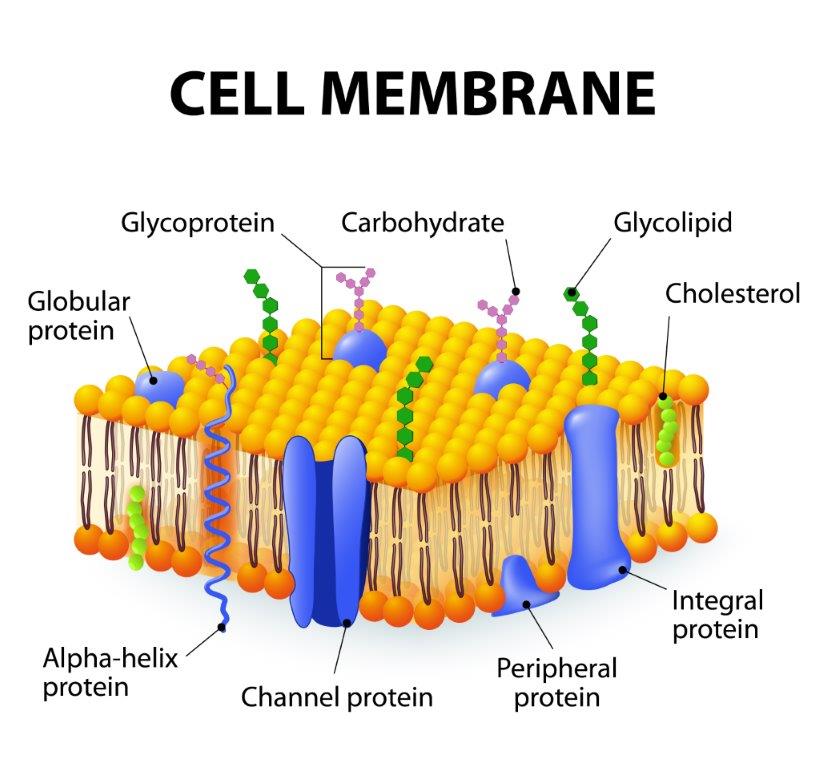 CELL MEMBRANE
Glycoprotein
Carbohydrate
Glycolipid
Globular
protein
Cholesterol
Alpha-helix
protein
Channel protein
Peripheral
protein
Integral
protein